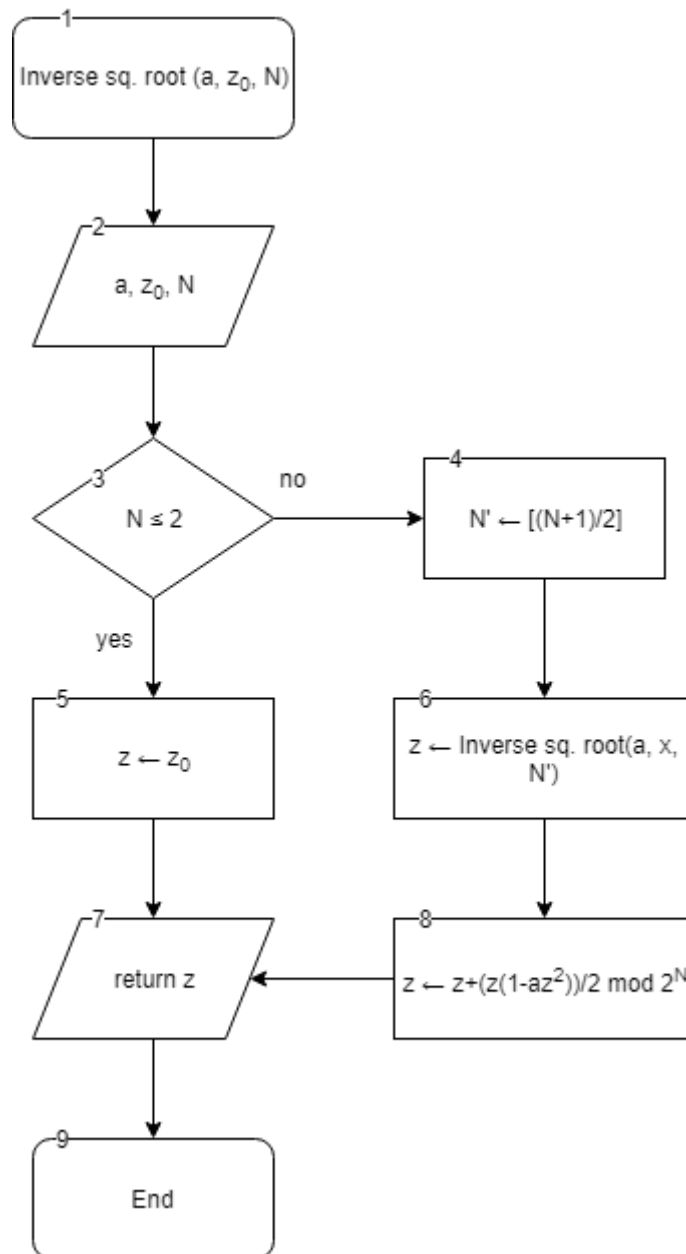 1
Inverse sq. root (a, z₀, N)
2
a, z₀, N
3
N ≤ 2
no
yes
4
N' ← [(N+1)/2]
5
z ← z₀
6
z ← Inverse sq. root(a, x,
N')
7
return z
8
z ← z+(z(1-az²))/2 mod 2ᴺ
9
End